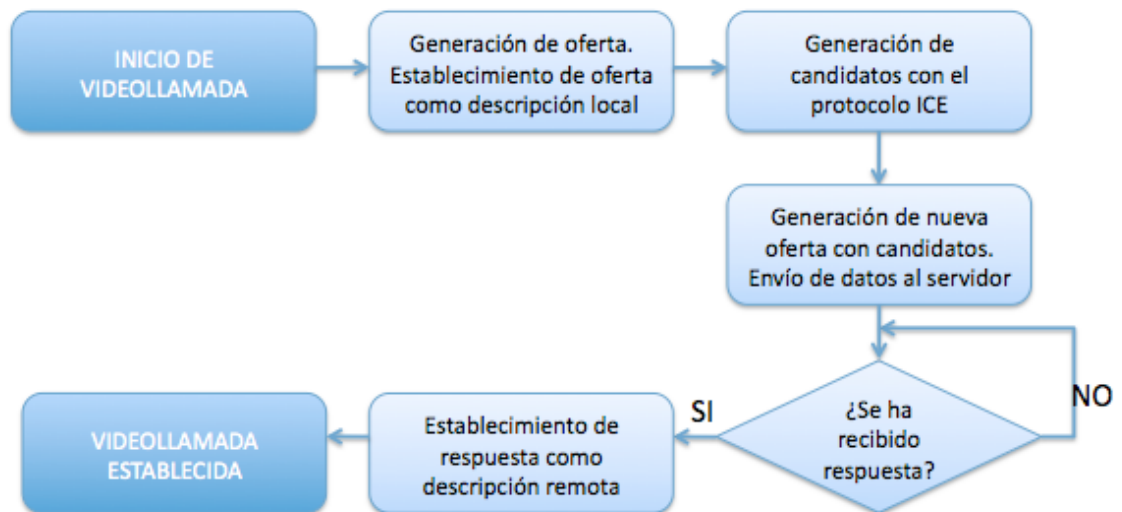 INICIO DE
VIDEOLLAMADA
Generación de oferta.
Establecimiento de oferta
como descripción local
Generación de
candidatos con el
protocolo ICE
Generación de nueva
oferta con candidatos.
Envío de datos al servidor
¿Se ha
recibido
respuesta?
NO
SI
Establecimiento de
respuesta como
descripción remota
VIDEOLLAMADA
ESTABLECIDA